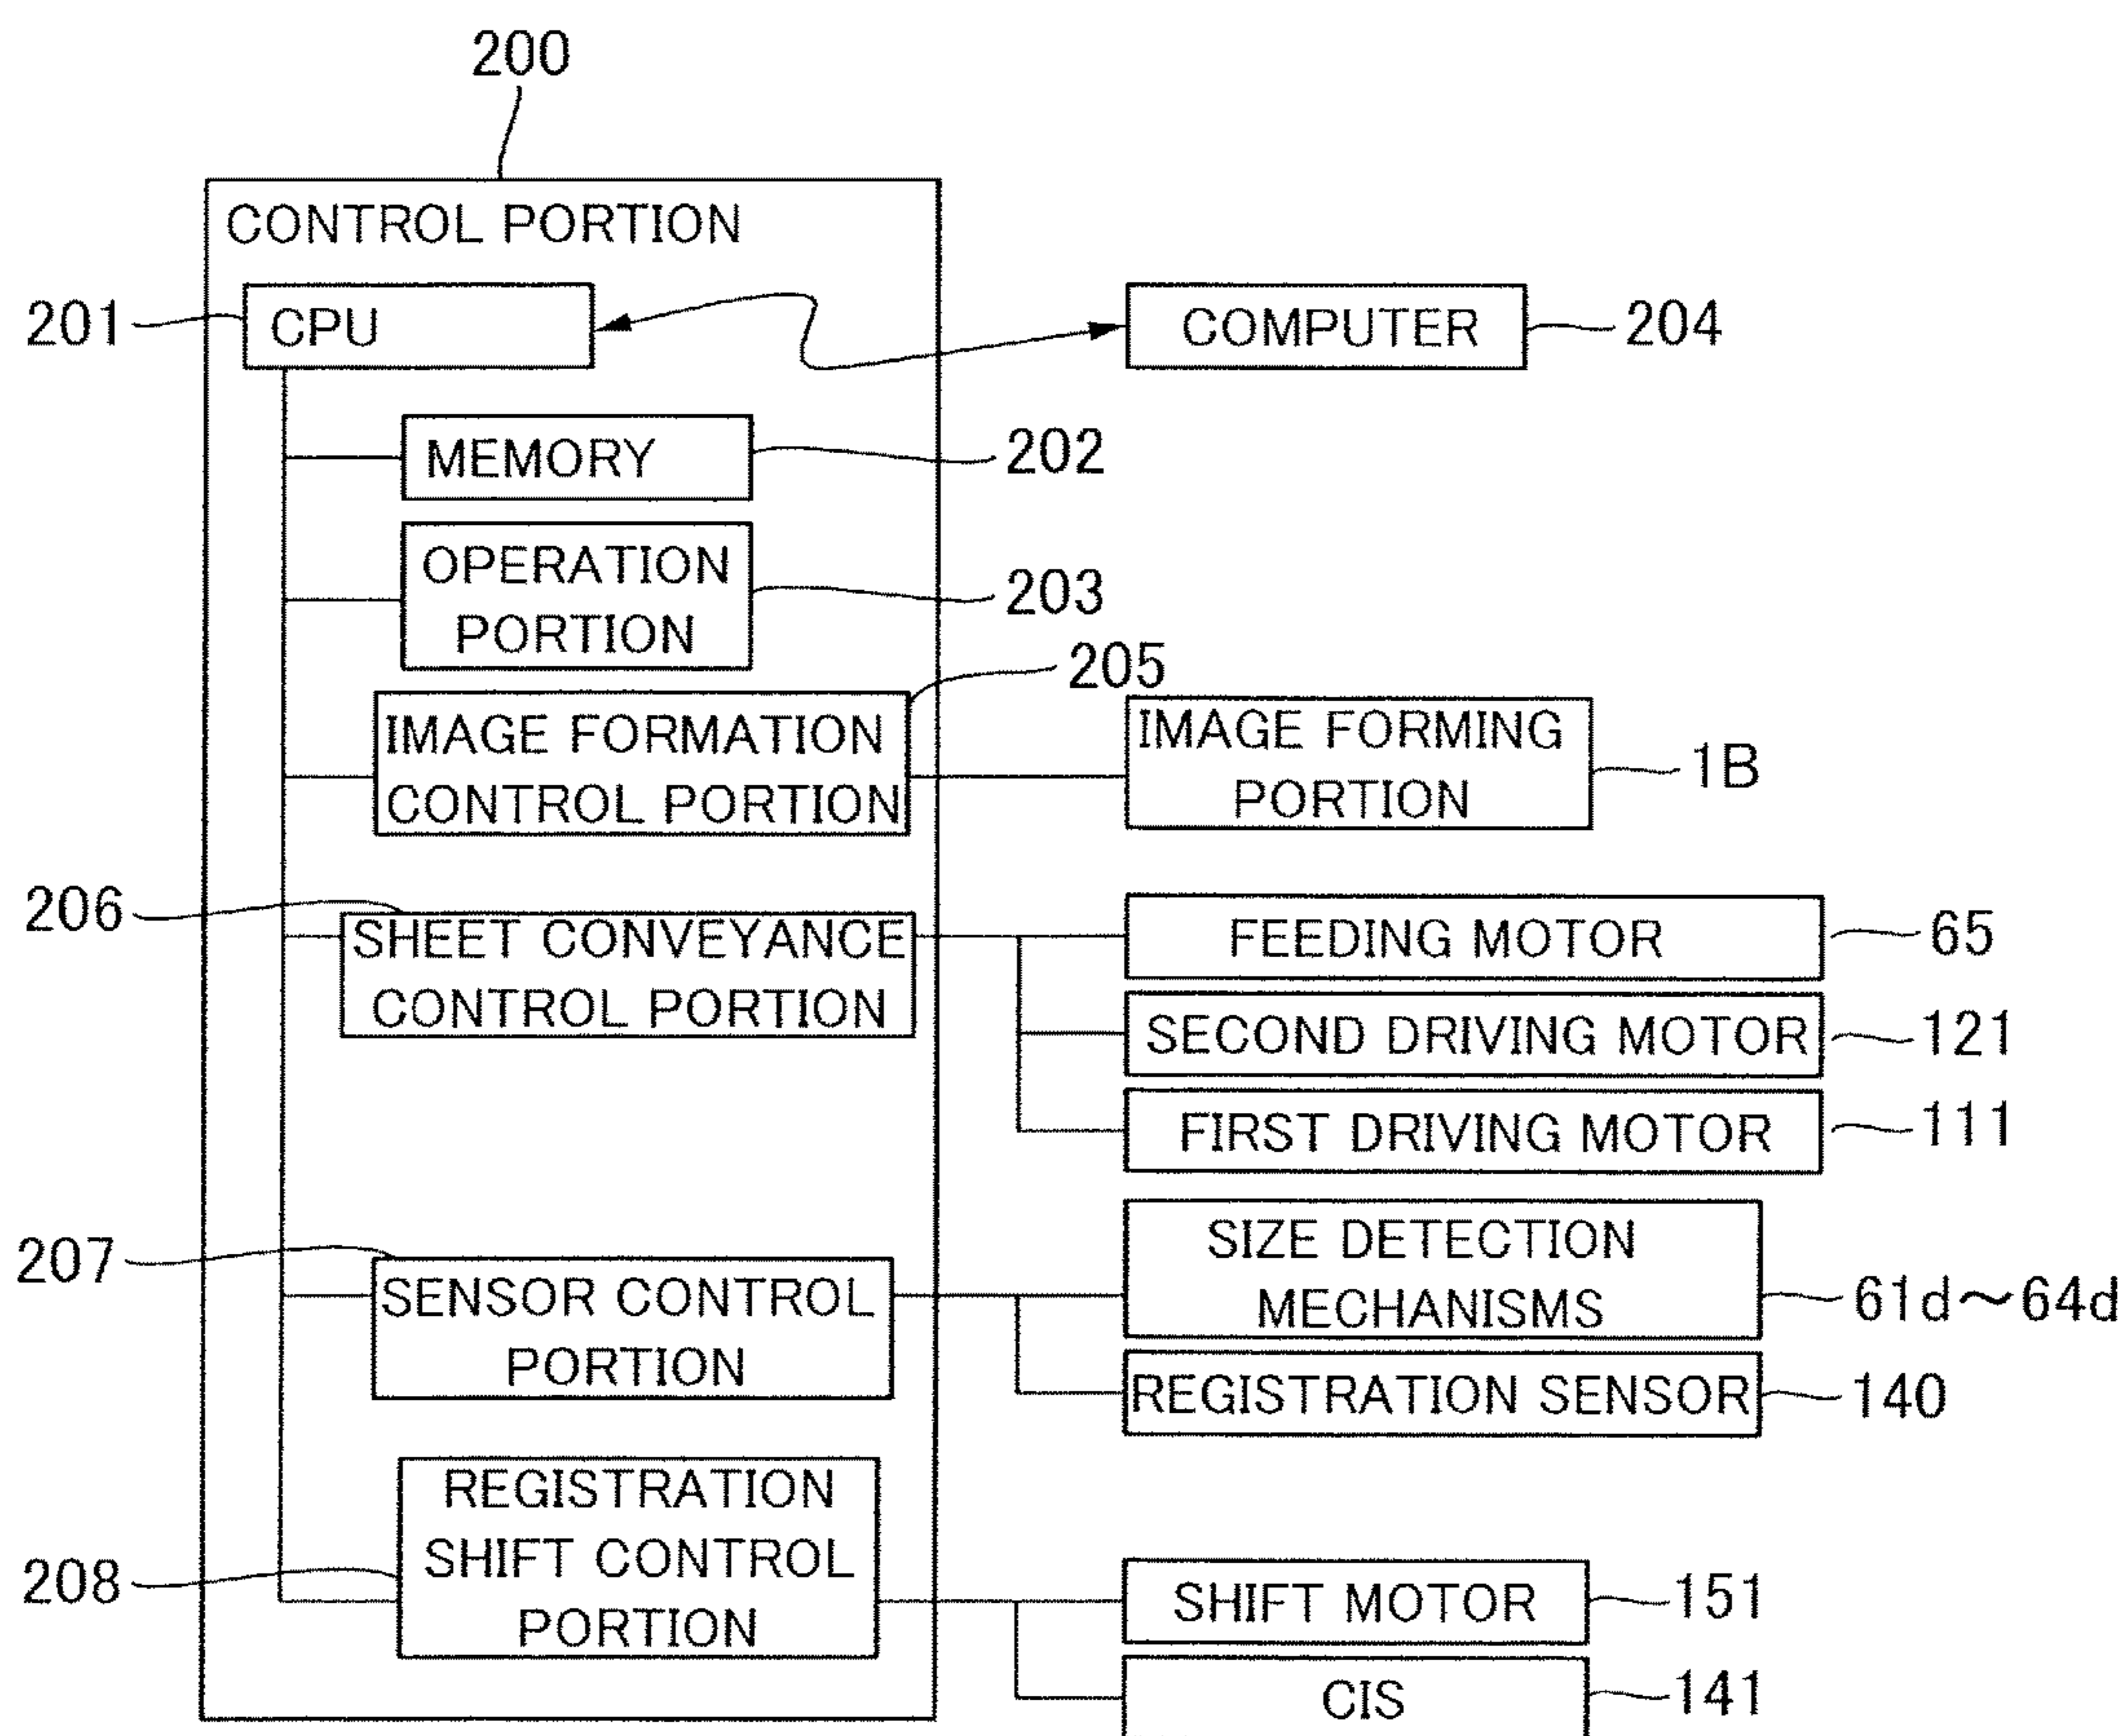 200
CONTROL PORTION
201
CPU
COMPUTER
204
MEMORY
202
OPERATION
PORTION
203
205
IMAGE FORMATION
CONTROL PORTION
IMAGE FORMING
PORTION
1B
206
SHEET CONVEYANCE
CONTROL PORTION
FEEDING MOTOR
65
SECOND DRIVING MOTOR
121
FIRST DRIVING MOTOR
111
207
SENSOR CONTROL
PORTION
SIZE DETECTION
MECHANISMS
61d～64d
REGISTRATION SENSOR
140
208
REGISTRATION
SHIFT CONTROL
PORTION
SHIFT MOTOR
151
CIS
141